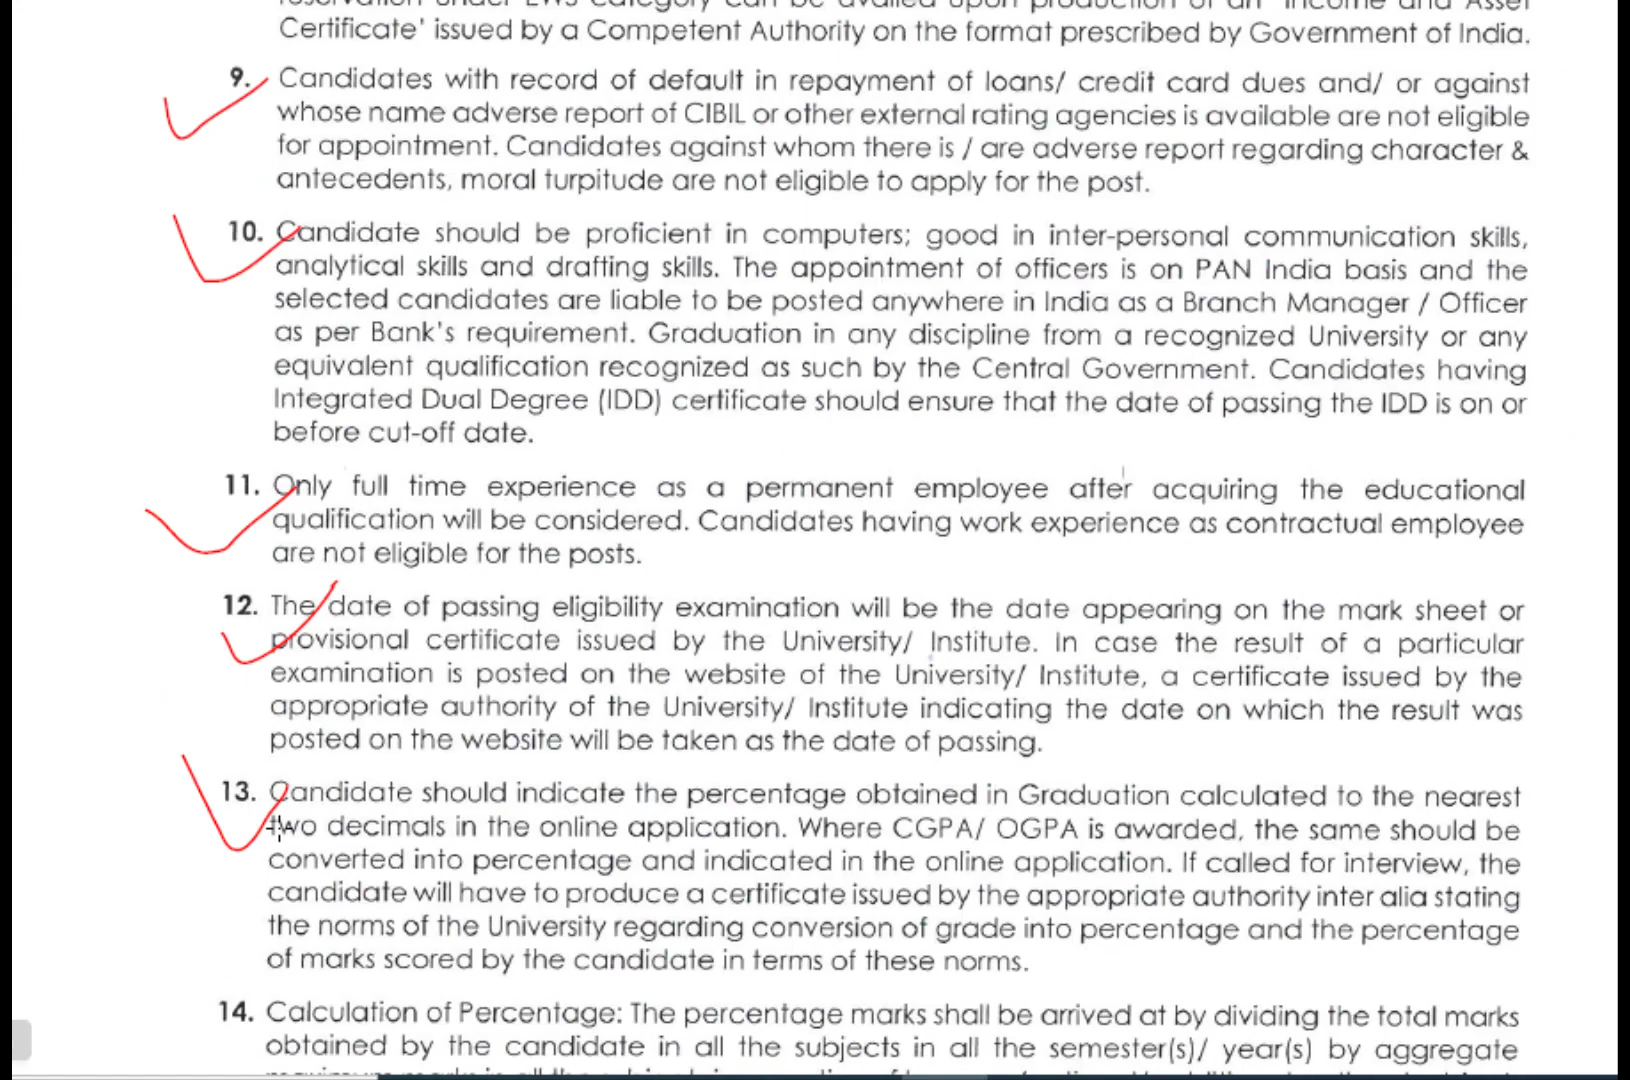 reservation under EWS category can be availed upon production of an 'Income and Asset
Certificate' issued by a Competent Authority on the format prescribed by Government of India.
9. Candidates with record of default in repayment of loans/ credit card dues and/ or against
whose name adverse report of CIBIL or other external rating agencies is available are not eligible
for appointment. Candidates against whom there is / are adverse report regarding character &
antecedents, moral turpitude are not eligible to apply for the post.
10. Candidate should be proficient in computers; good in inter-personal communication skills,
analytical skills and drafting skills. The appointment of officers is on PAN India basis and the
selected candidates are liable to be posted anywhere in India as a Branch Manager / Officer
as per Bank's requirement. Graduation in any discipline from a recognized University or any
equivalent qualification recognized as such by the Central Government. Candidates having
Integrated Dual Degree (IDD) certificate should ensure that the date of passing the IDD is on or
before cut-off date.
11. Only full time experience as a permanent employee after acquiring the educational
qualification will be considered. Candidates having work experience as contractual employee
are not eligible for the posts.
12. The date of passing eligibility examination will be the date appearing on the mark sheet or
provisional certificate issued by the University/ Institute. In case the result of a particular
examination is posted on the website of the University/ Institute, a certificate issued by the
appropriate authority of the University/ Institute indicating the date on which the result was
posted on the website will be taken as the date of passing.
13. Candidate should indicate the percentage obtained in Graduation calculated to the nearest
two decimals in the online application. Where CGPA/ OGPA is awarded, the same should be
converted into percentage and indicated in the online application. If called for interview, the
candidate will have to produce a certificate issued by the appropriate authority inter alia stating
the norms of the University regarding conversion of grade into percentage and the percentage
of marks scored by the candidate in terms of these norms.
14. Calculation of Percentage: The percentage marks shall be arrived at by dividing the total marks
obtained by the candidate in all the subjects in all the semester(s)/ year(s) by aggregate